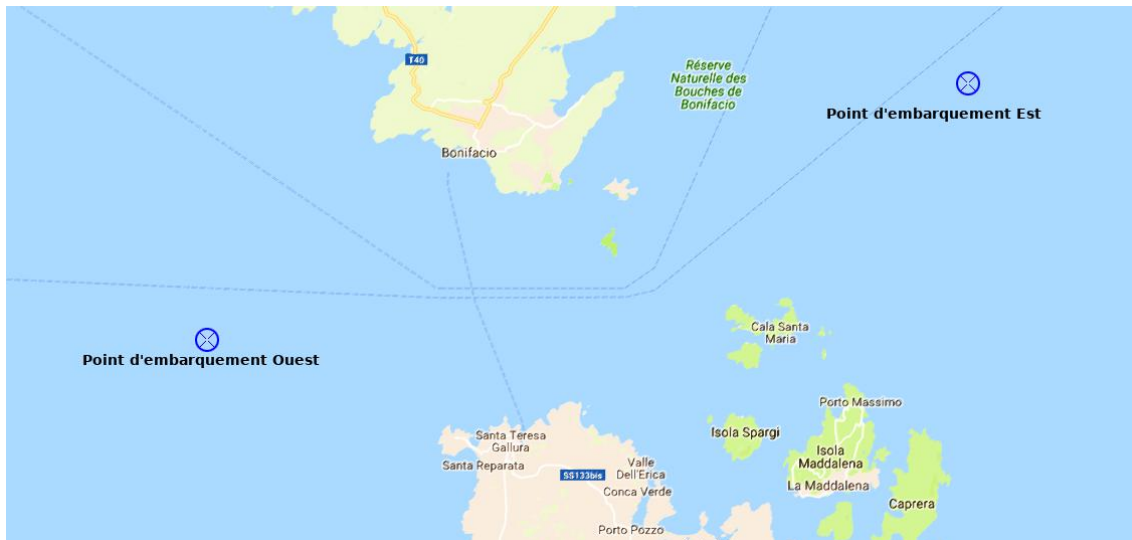 T40
Réserve
Naturelle des
Bouches de
Bonifacio
Point d'embarquement Est
Bonifacio
Cala Santa
Maria
Point d'embarquement Ouest
Porto Massimo
Isola Spargi
Santa Teresa
Gallura
Isola
Maddalena
Santa Reparata
Valle
Dell'Erica
SS133bis
La Maddalena
Conca Verde
Caprera
Porto Pozzo